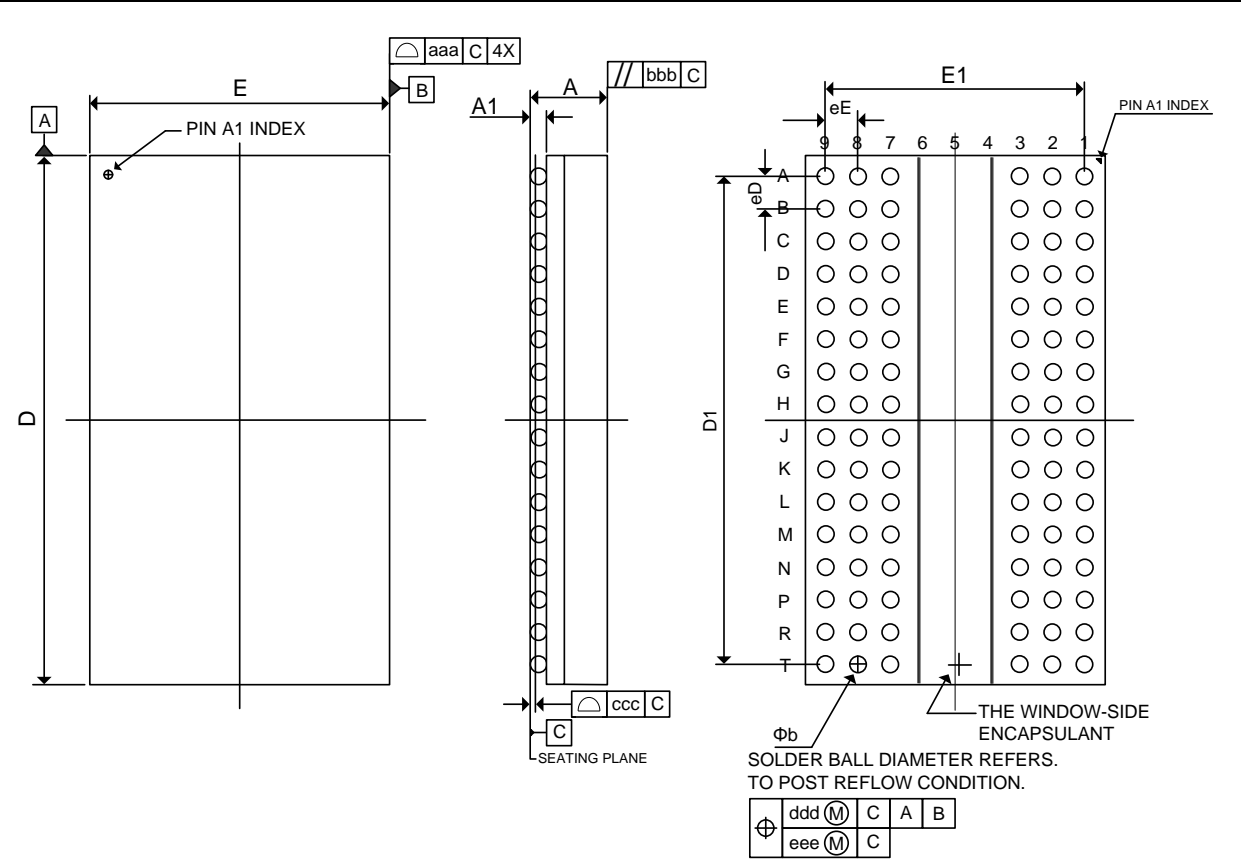 aaa C 4X
E
B
A
PIN A1 INDEX
D
bbb C
A
A1
ccc C
C
SEATING PLANE
E1
eE
PIN A1 INDEX
9 8 7 6 5 4 3 2 1
eD
D1
A
B
C
D
E
F
G
H
J
K
L
M
N
P
R
T
THE WINDOW-SIDE
ENCAPSULANT
Φb
SOLDER BALL DIAMETER REFERS.
TO POST REFLOW CONDITION.
ddd M C A B
eee M C